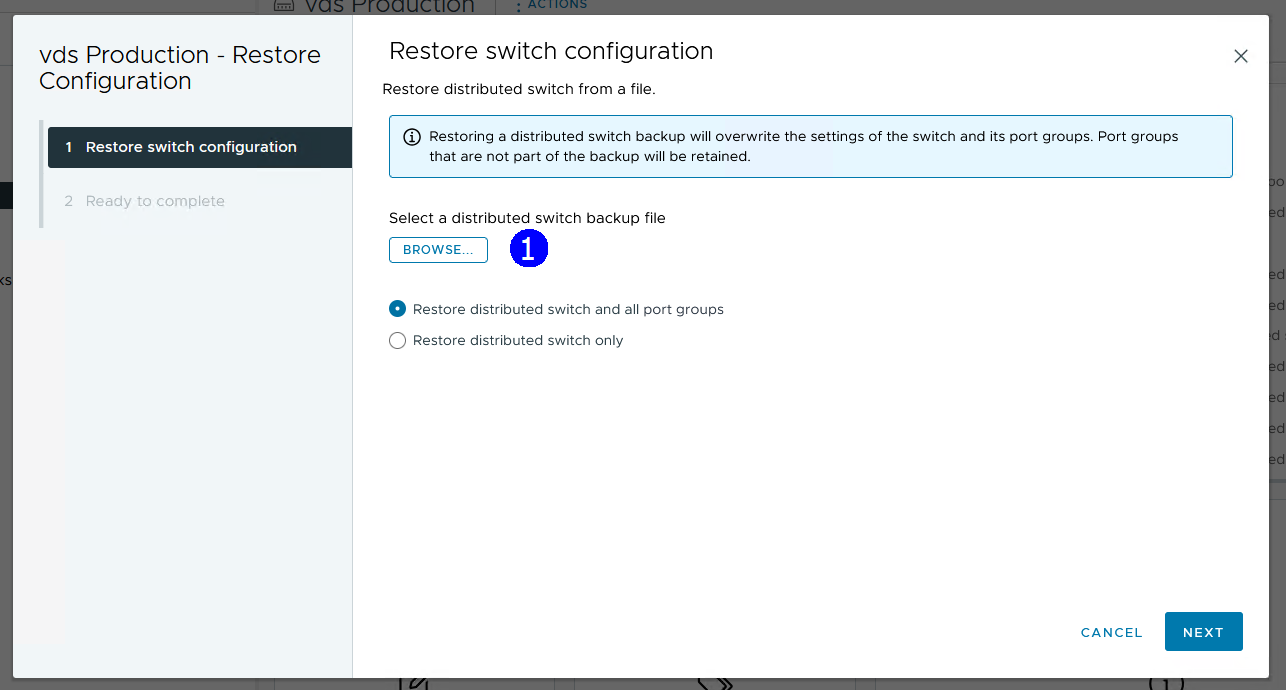 vds Production
ACTIONS
vds Production - Restore
Configuration
1 Restore switch configuration
2 Ready to complete
Restore switch configuration
Restore distributed switch from a file.
Restoring a distributed switch backup will overwrite the settings of the switch and its port groups. Port groups
that are not part of the backup will be retained.
Select a distributed switch backup file
BROWSE...
1
Restore distributed switch and all port groups
Restore distributed switch only
CANCEL
NEXT